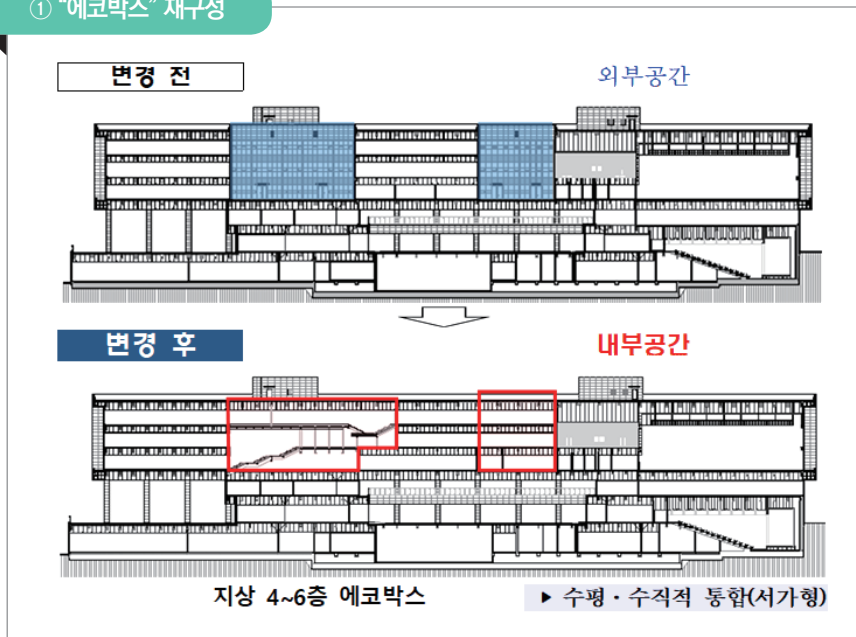 ① “에코박스” 재구성
변경 전
외부공간
변경 후
내부공간
지상 4~6층 에코박스
▶ 수평·수직적 통합(서가형)